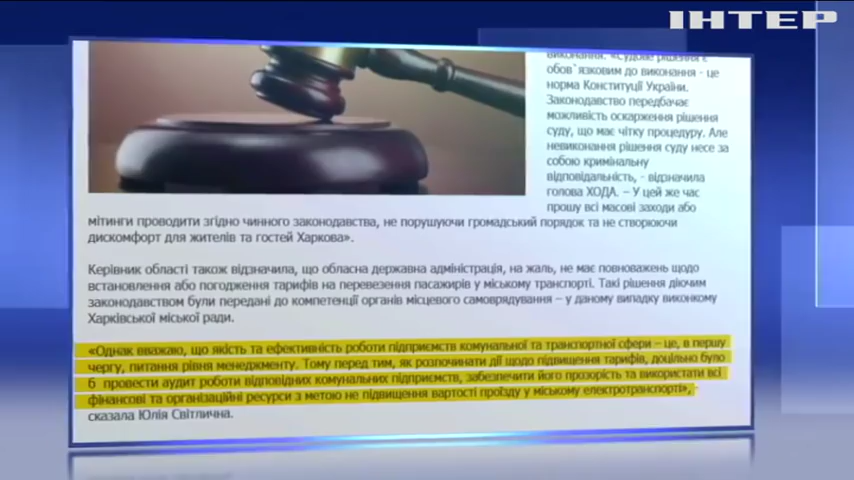 ІНТЕР
виконання. «Судове рішення є
обов`язковим до виконання - це
норма Конституції України.
Законодавство передбачає
можливість оскарження рішення
суду, що має чітку процедуру. Але
невиконання рішення суду несе за
собою кримінальну
відповідальність, - відзначила
голова ХОДА. – У цей же час
прошу всі масові заходи або
мітинги проводити згідно чинного законодавства, не порушуючи громадський порядок та не створюючи
дискомфорт для жителів та гостей Харкова».
Керівник області також відзначила, що обласна державна адміністрація, на жаль, не має повноважень щодо
встановлення або погодження тарифів на перевезення пасажирів у міському транспорті. Такі рішення діючим
законодавством були передані до компетенції органів місцевого самоврядування – у даному випадку виконкому
Харківської міської ради.
«Однак вважаю, що якість та ефективність роботи підприємств комунальної та транспортної сфери – це, в першу
чергу, питання рівня менеджменту. Тому перед тим, як розпочинати дії щодо підвищення тарифів, доцільно було
б провести аудит роботи відповідних комунальних підприємств, забезпечити його прозорість та використати всі
фінансові та організаційні ресурси з метою не підвищення вартості проїзду у міському електротранспорті»,
сказала Юлія Світлична.